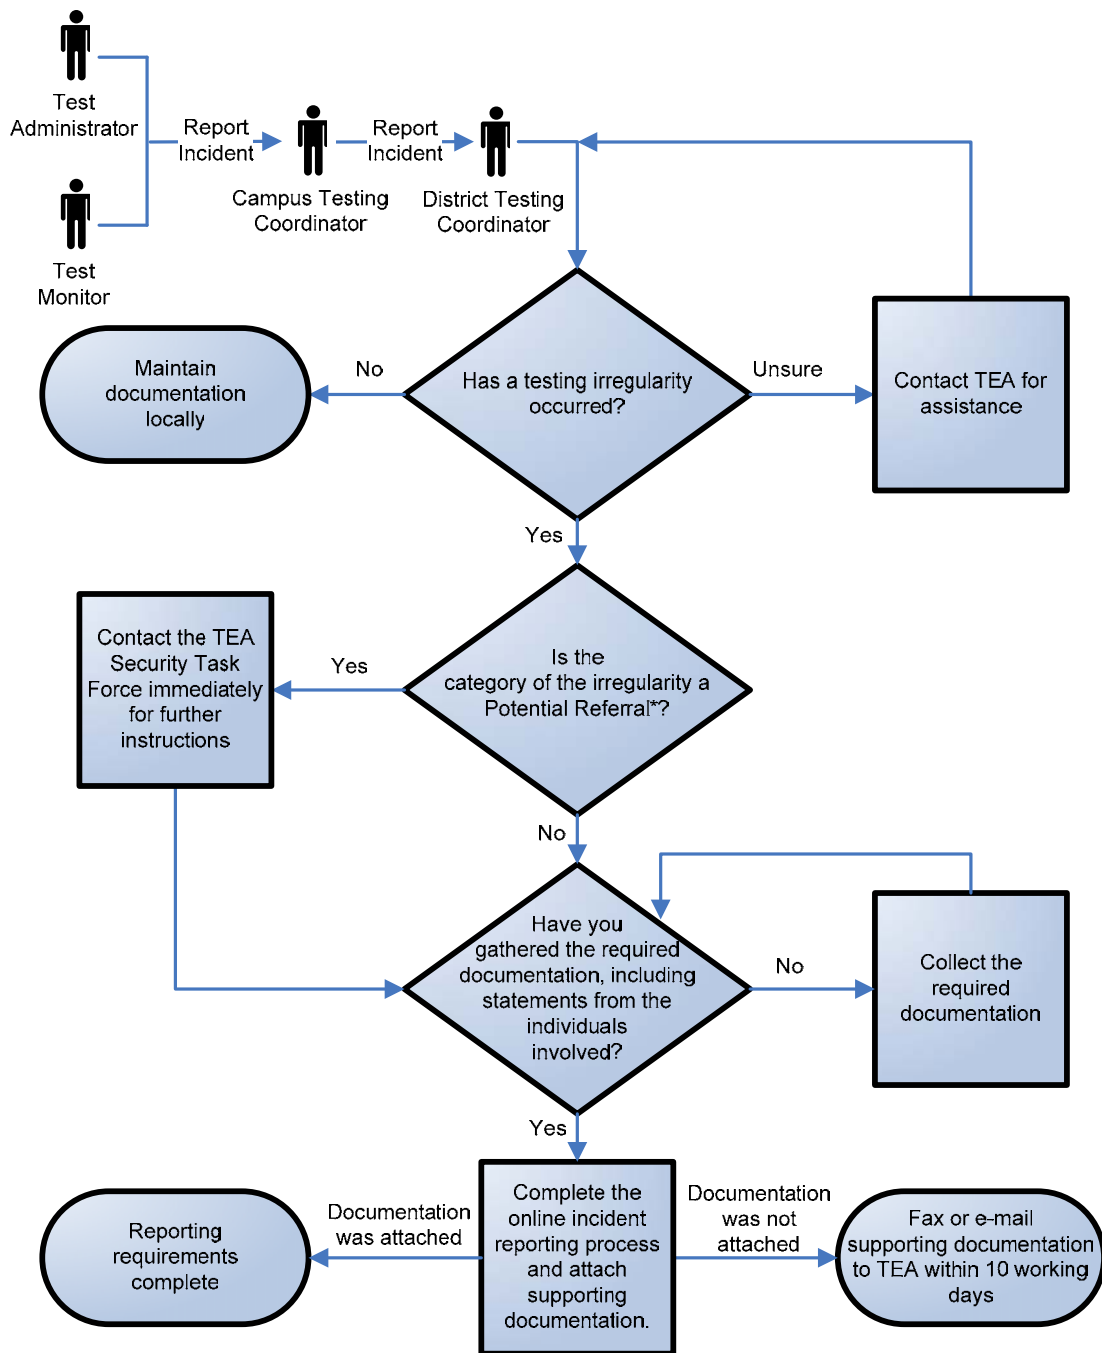 Test
Administrator
Report
Incident
Report
Incident
Campus Testing
Coordinator
District Testing
Coordinator
Test
Monitor
Maintain
documentation
locally
No
Has a testing irregularity
occurred?
Unsure
Contact TEA for
assistance
Yes
Contact the TEA
Security Task
Force immediately
for further
instructions
Yes
Is the
category of the irregularity a
Potential Referral*?
No
Have you
gathered the required
documentation, including
statements from the
individuals
involved?
No
Collect the
required
documentation
Yes
Reporting
requirements
complete
Documentation
was attached
Complete the
online incident
reporting process
and attach
supporting
documentation.
Documentation
was not
attached
Fax or e-mail
supporting documentation
to TEA within 10 working
days